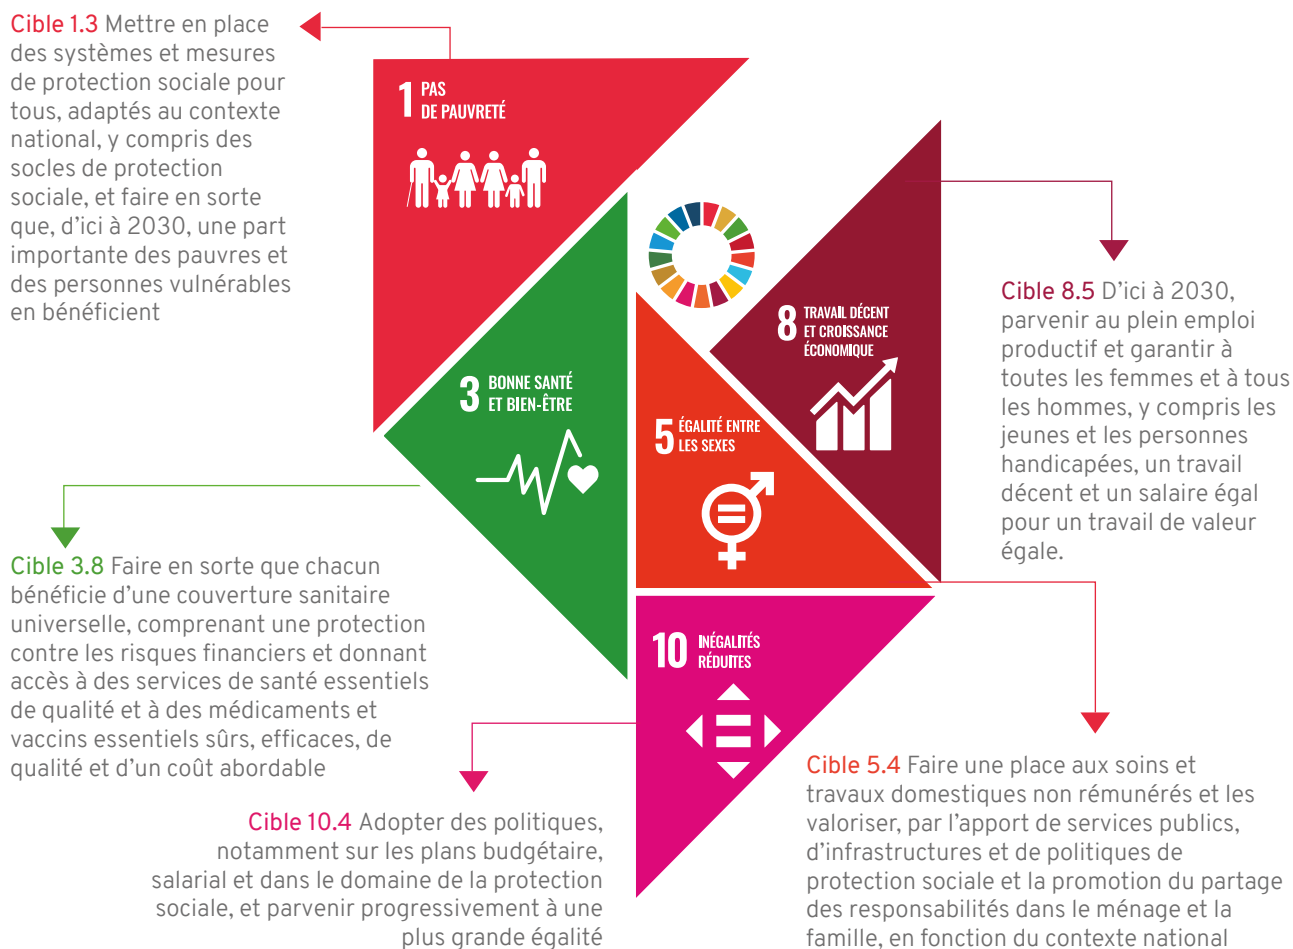 Cible 1.3 Mettre en place
des systèmes et mesures
de protection sociale pour
tous, adaptés au contexte
national, y compris des
socles de protection
sociale, et faire en sorte
que, d’ici à 2030, une part
importante des pauvres et
des personnes vulnérables
en bénéficient
1 PAS
DE PAUVRETÉ
3 BONNE SANTÉ
ET BIEN-ÊTRE
5 ÉGALITÉ ENTRE
LES SEXES
8 TRAVAIL DÉCENT
ET CROISSANCE
ÉCONOMIQUE
10 INÉGALITÉS
RÉDUITES
Cible 8.5 D’ici à 2030,
parvenir au plein emploi
productif et garantir à
toutes les femmes et à tous
les hommes, y compris les
jeunes et les personnes
handicapées, un travail
décent et un salaire égal
pour un travail de valeur
égale.
Cible 3.8 Faire en sorte que chacun
bénéficie d’une couverture sanitaire
universelle, comprenant une protection
contre les risques financiers et donnant
accès à des services de santé essentiels
de qualité et à des médicaments et
vaccins essentiels sûrs, efficaces, de
qualité et d’un coût abordable
Cible 10.4 Adopter des politiques,
notamment sur les plans budgétaire,
salarial et dans le domaine de la protection
sociale, et parvenir progressivement à une
plus grande égalité
Cible 5.4 Faire une place aux soins et
travaux domestiques non rémunérés et les
valoriser, par l’apport de services publics,
d’infrastructures et de politiques de
protection sociale et la promotion du partage
des responsabilités dans le ménage et la
famille, en fonction du contexte national